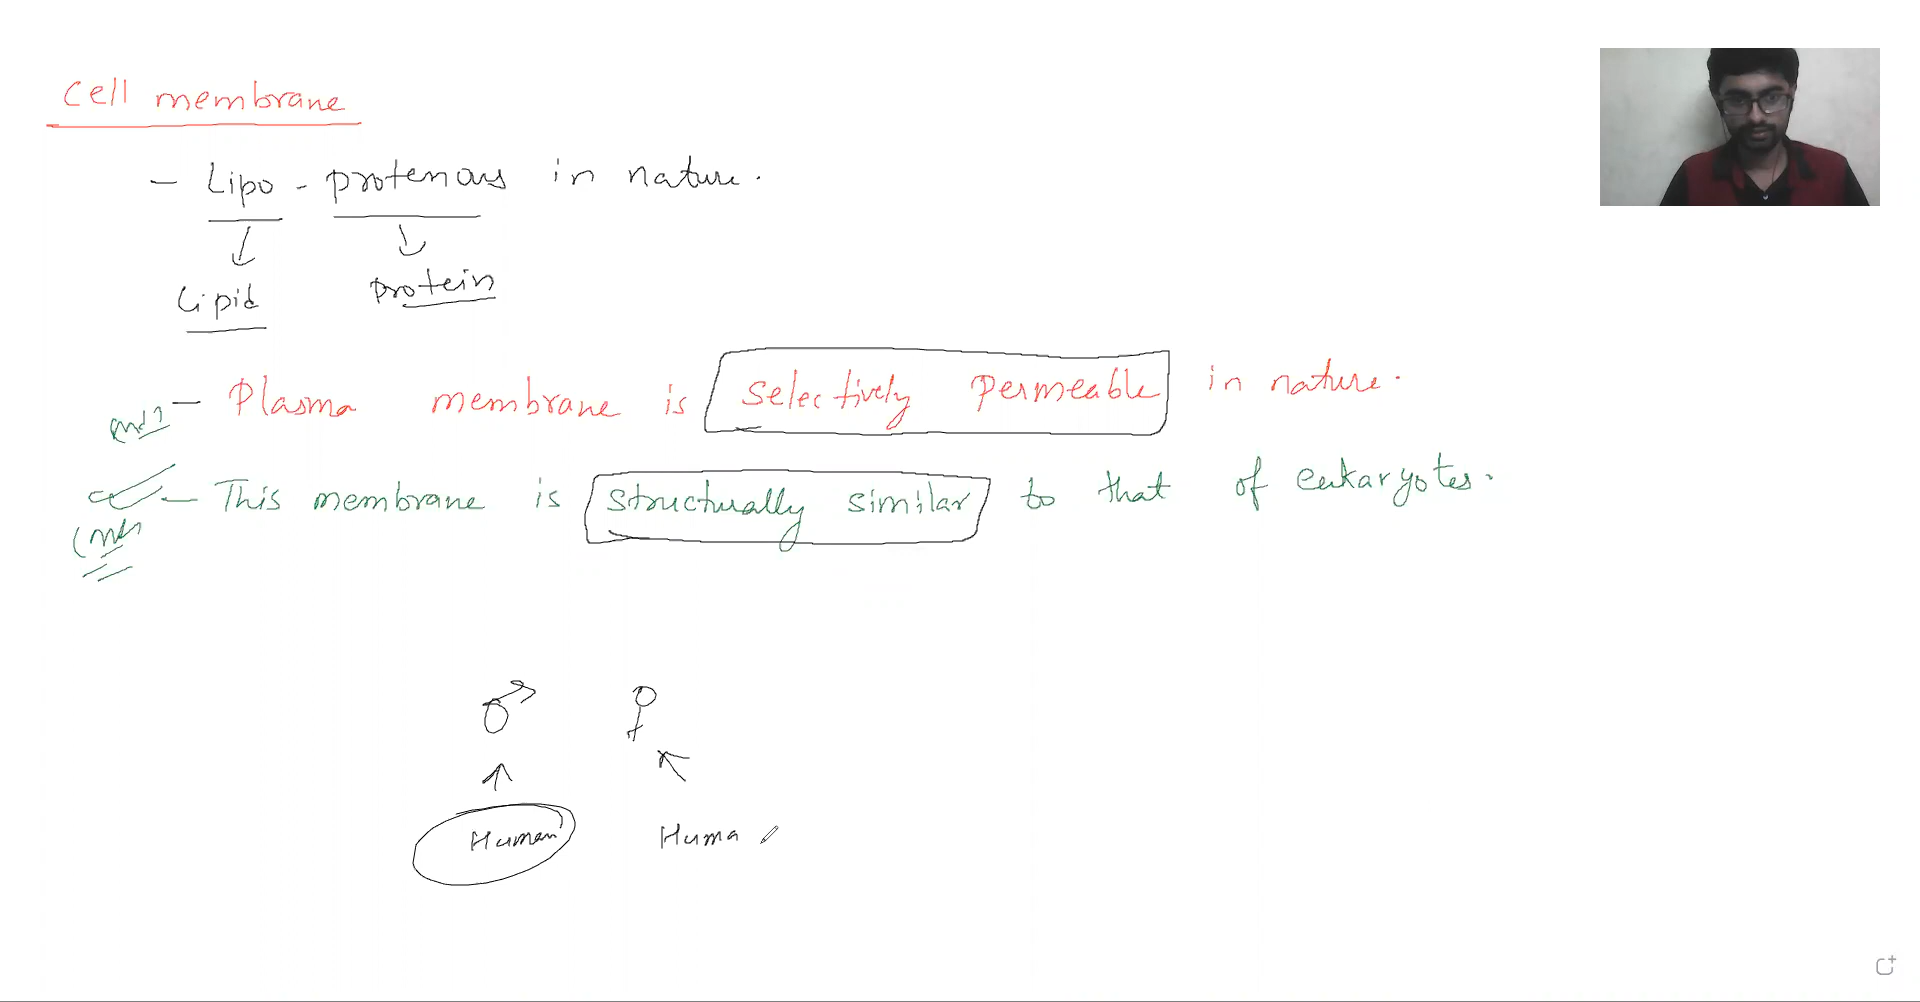 Cell membrane
- Lipo - protenous in nature.
Lipid protein
- Plasma membrane is selectively permeable in nature.
- This membrane is structurally similar to that of eukaryotes.
Human Huma